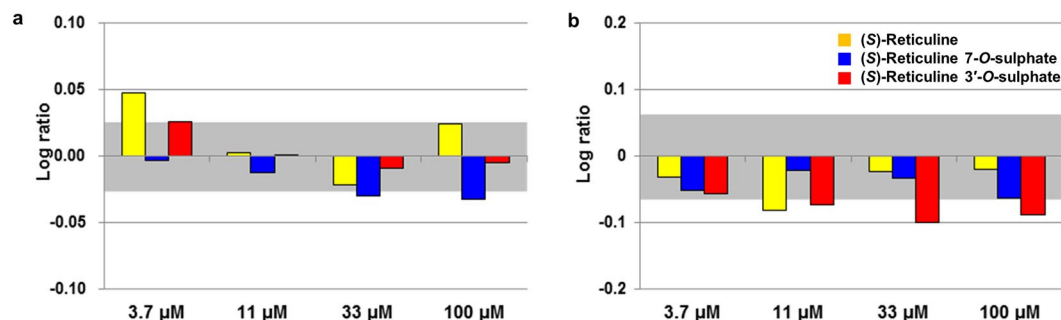 a
Log ratio
0.10
0.05
0.00
-0.05
-0.10
3.7 µM 11 µM 33 µM 100 µM
b
Log ratio
0.2
0.1
0
-0.1
-0.2
(S)-Reticuline
(S)-Reticuline 7-O-sulphate
(S)-Reticuline 3′-O-sulphate
3.7 µM 11 µM 33 µM 100 µM